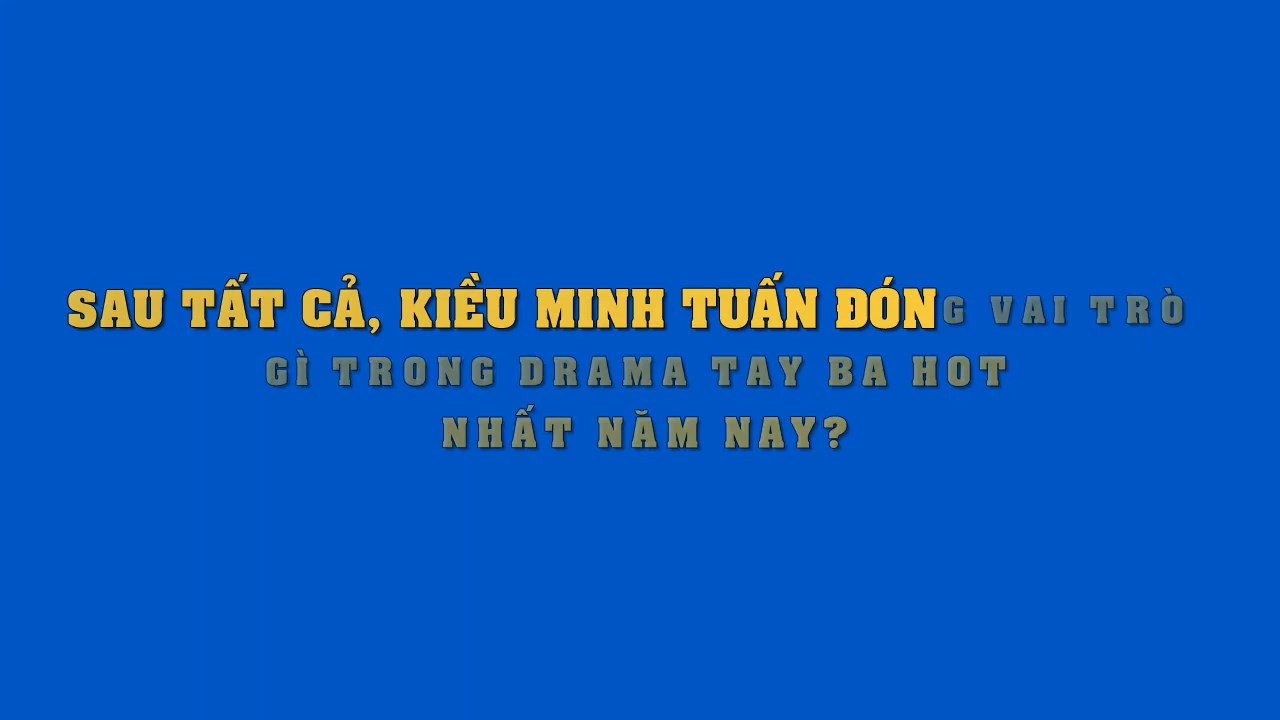 SAU TẤT CẢ, KIỀU MINH TUẤN ĐÓNG VAI TRÒ
GÌ TRONG DRAMA TAY BA HOT
NHẤT NĂM NAY?